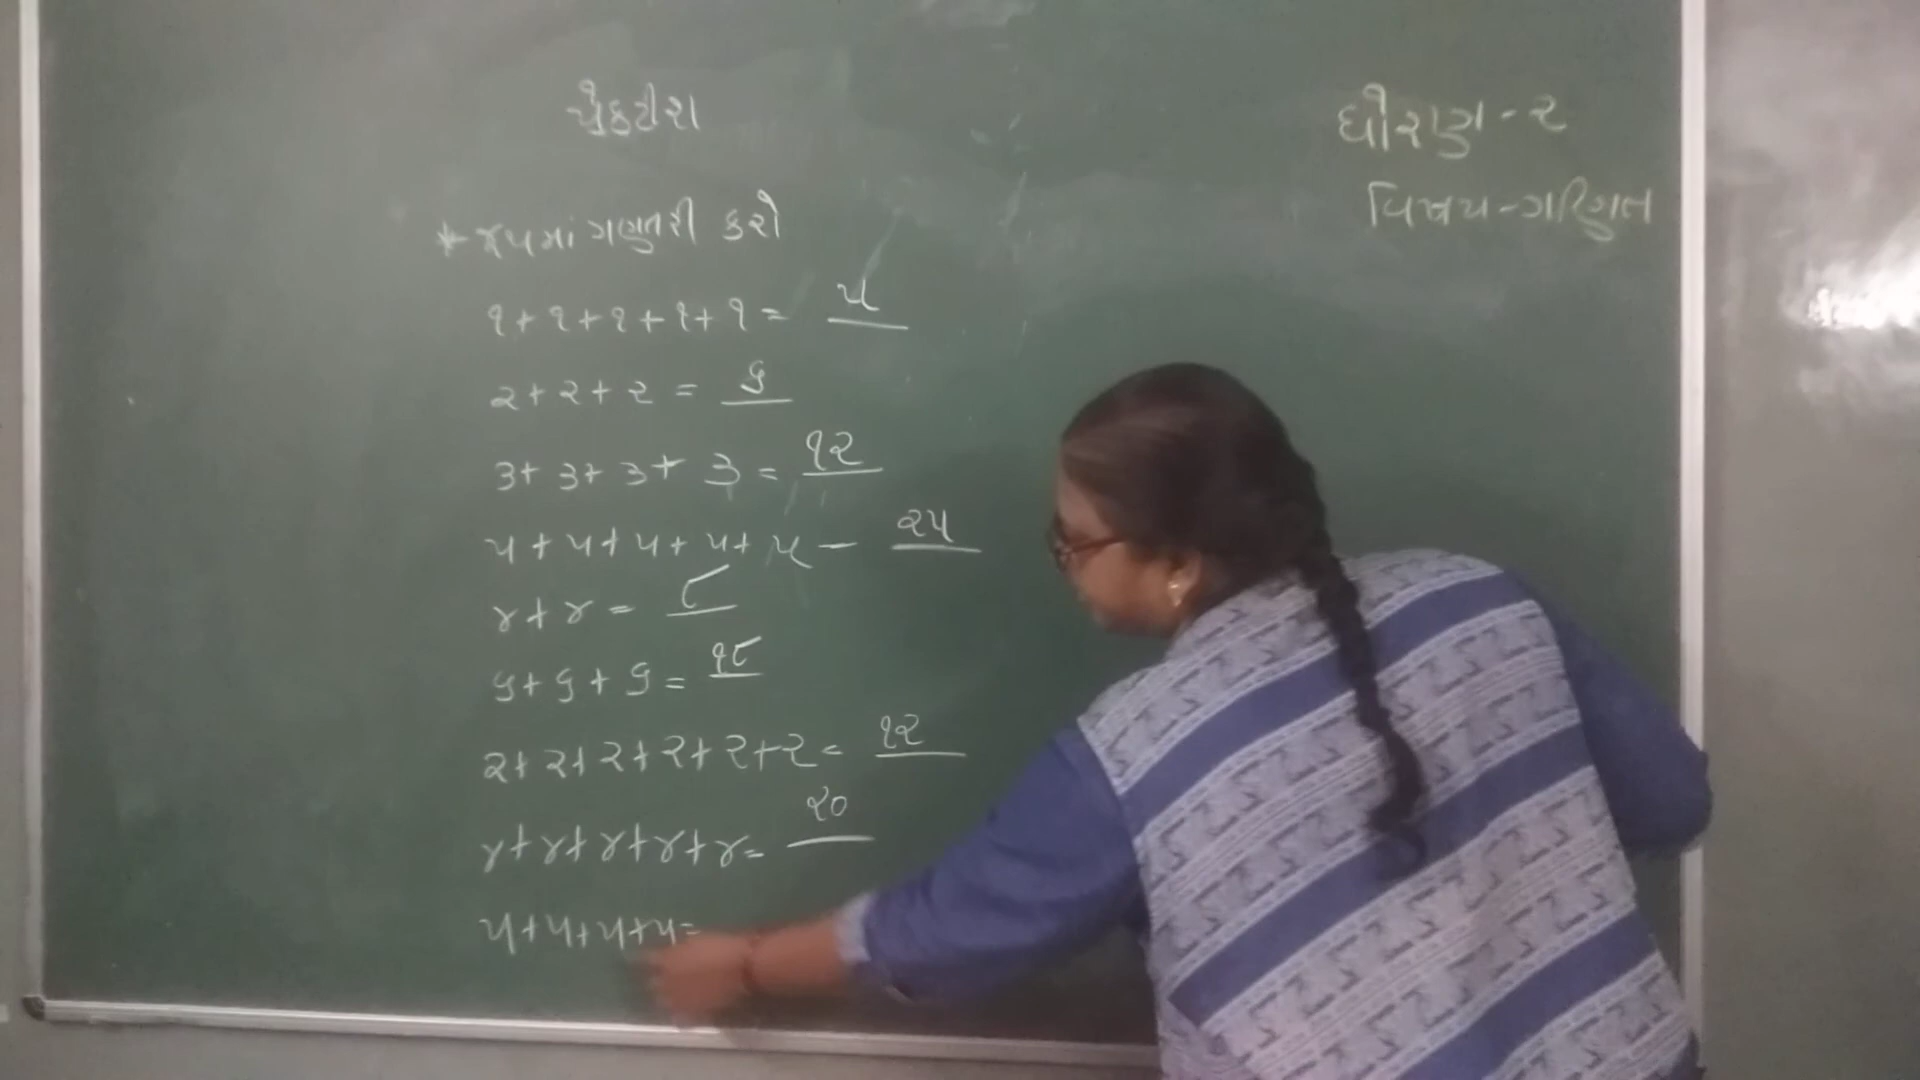 ધોરણ-૨
વિષય-ગણિત
* ઝપમાં ગણતરી કરો
૧+૧+૧+૧+૧= ૫
૨+૨+૨ = ૬
૩+૩+૩+૩ = ૧૨
૫+૫+૫+૫+૫ – ૨૫
૪+૪ = ૮
૬+૬+૬ = ૧૮
૨+૨+૨+૨+૨+૨= ૧૨
૪+૪+૪+૪+૪= ૨૦
૫+૫+૫+૫=